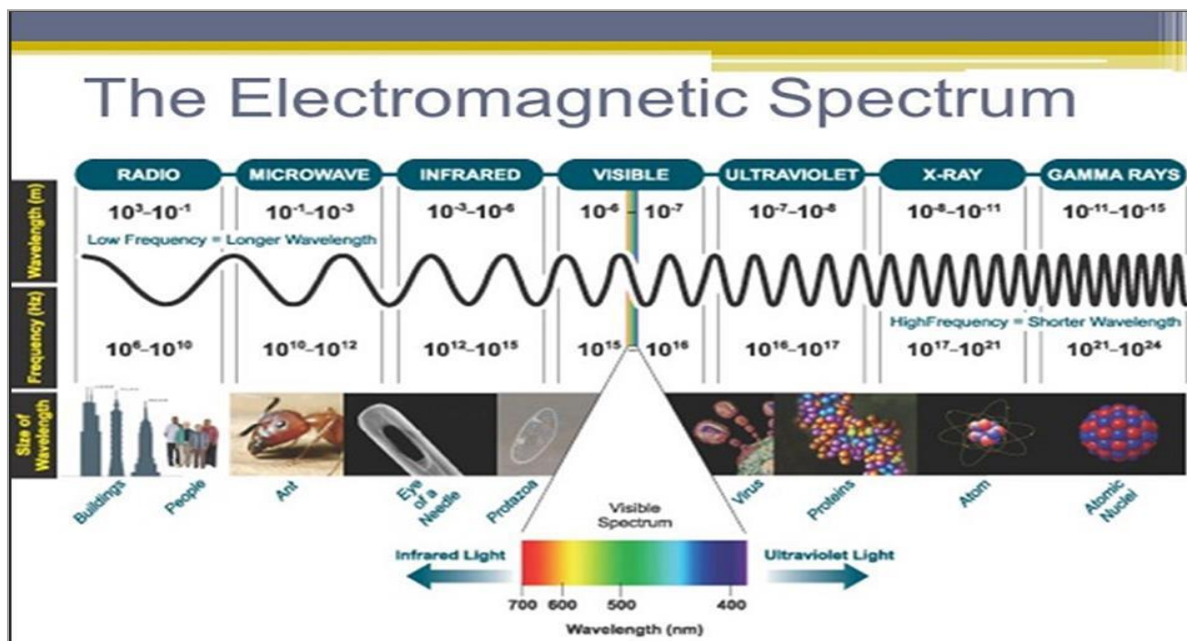 The Electromagnetic Spectrum
RADIO MICROWAVE INFRARED VISIBLE ULTRAVIOLET X-RAY GAMMA RAYS
Wavelength (m)
10³–10⁻¹ 10⁻¹–10⁻³ 10⁻³–10⁻⁶ 10⁻⁶ – 10⁻⁷ 10⁻⁷–10⁻⁸ 10⁻⁸–10⁻¹¹ 10⁻¹¹–10⁻¹⁵
Low Frequency = Longer Wavelength
HighFrequency = Shorter Wavelength
Frequency (Hz)
10⁶–10¹⁰ 10¹⁰–10¹² 10¹²–10¹⁵ 10¹⁵ – 10¹⁶ 10¹⁶–10¹⁷ 10¹⁷–10²¹ 10²¹–10²⁴
Size of
Wavelength
Buildings
People
Ant
Eye
of a
Needle
Protazoa
Virus
Proteins
Atom
Atomic
Nuclei
Visible
Spectrum
Infrared Light
Ultraviolet Light
700 600 500 400
Wavelength (nm)